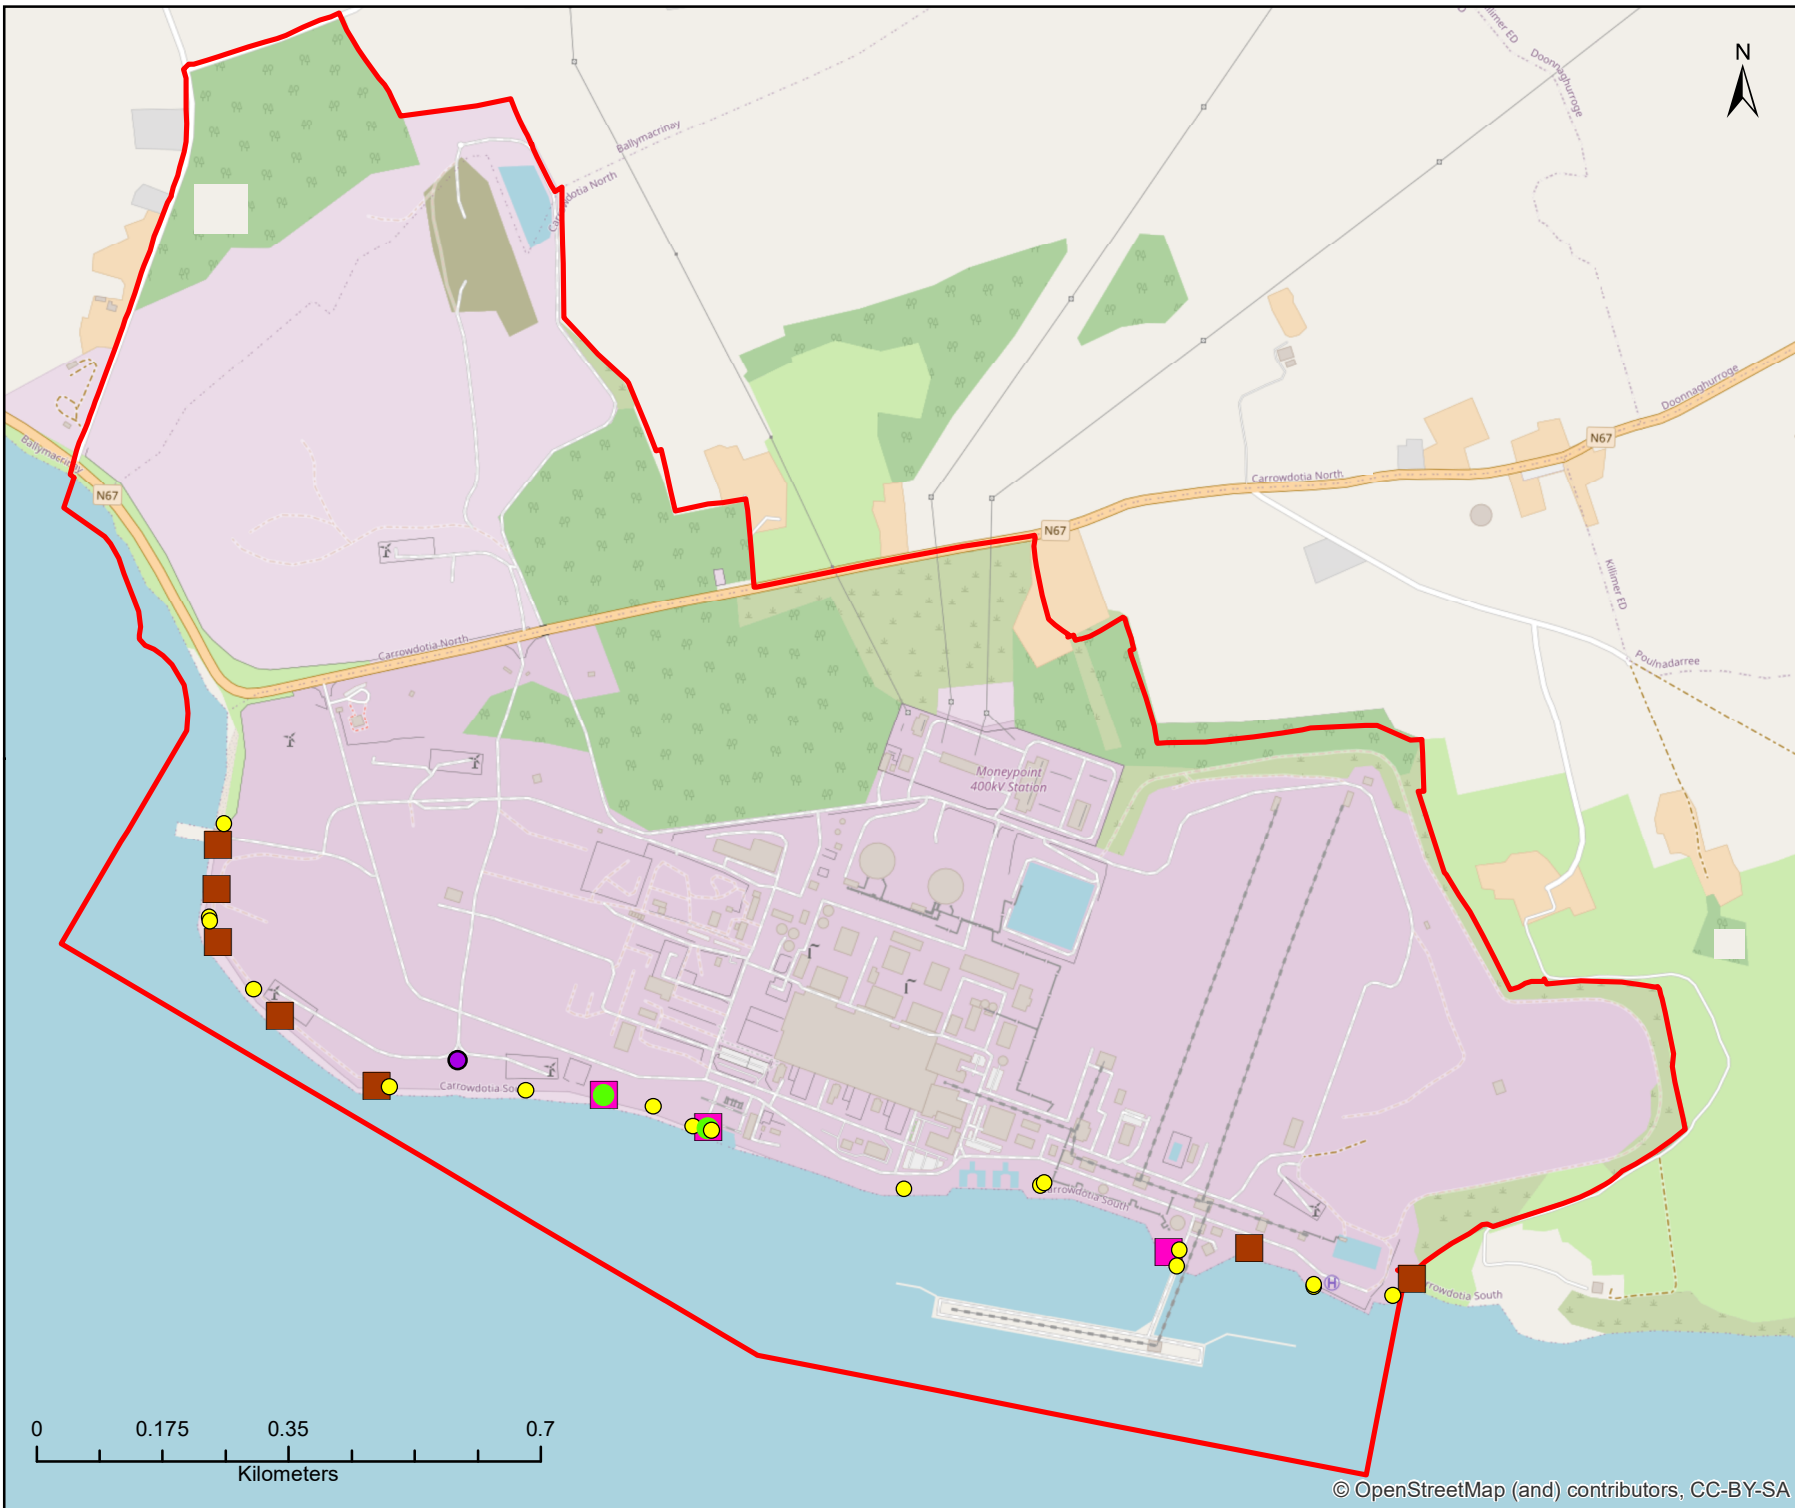 N
Killimer ED
Doonnaghurroge
Ballymacrinay
Carrowdotia North
Doonnaghurroge
N67
Carrowdotia North
Ballymacrinay
N67
N67
Killimer ED
Carrowdotia North
Poulnadarree
Moneypoint
400kV Station
Carrowdotia South
Carrowdotia South
H
Carrowdotia South
0 0.175 0.35 0.7
Kilometers
© OpenStreetMap (and) contributors, CC-BY-SA